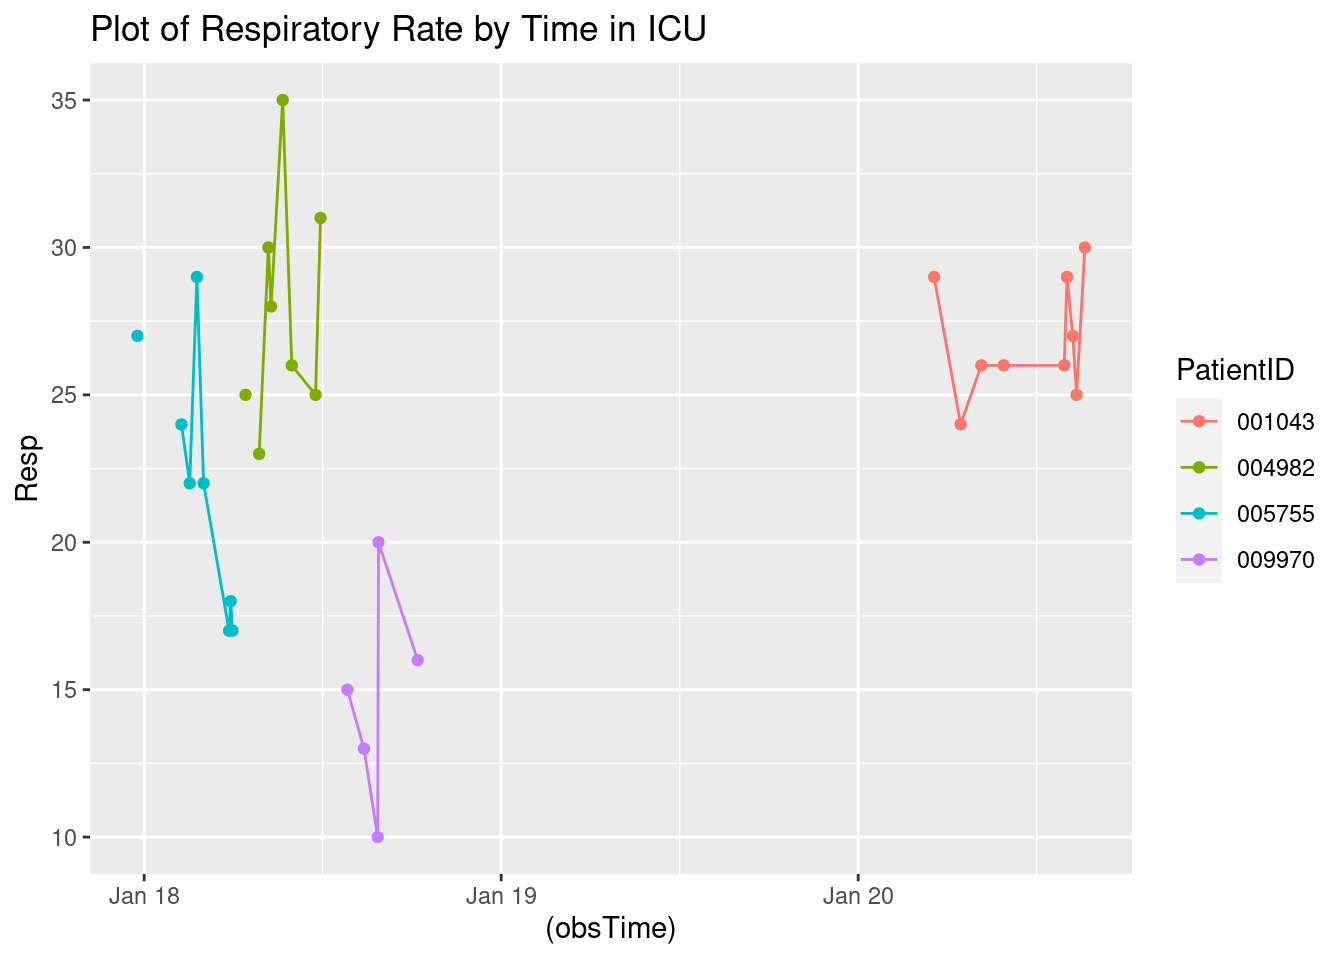 Plot of Respiratory Rate by Time in ICU
35
30
25
20
15
10
Resp
Jan 18
Jan 19
Jan 20
(obsTime)
PatientID
001043
004982
005755
009970